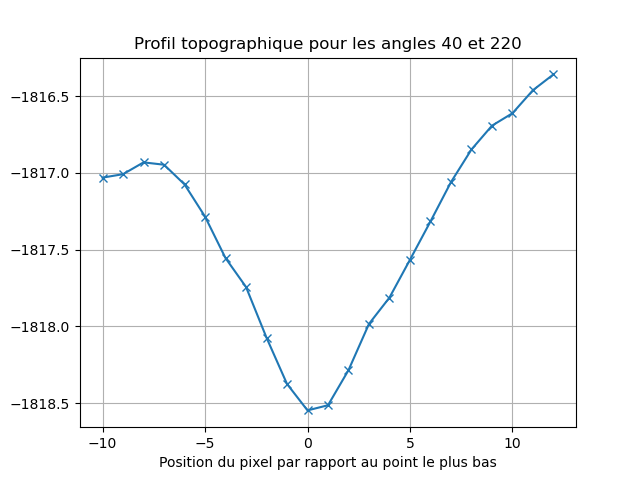 Profil topographique pour les angles 40 et 220
−1816.5
−1817.0
−1817.5
−1818.0
−1818.5
−10 −5 0 5 10
Position du pixel par rapport au point le plus bas